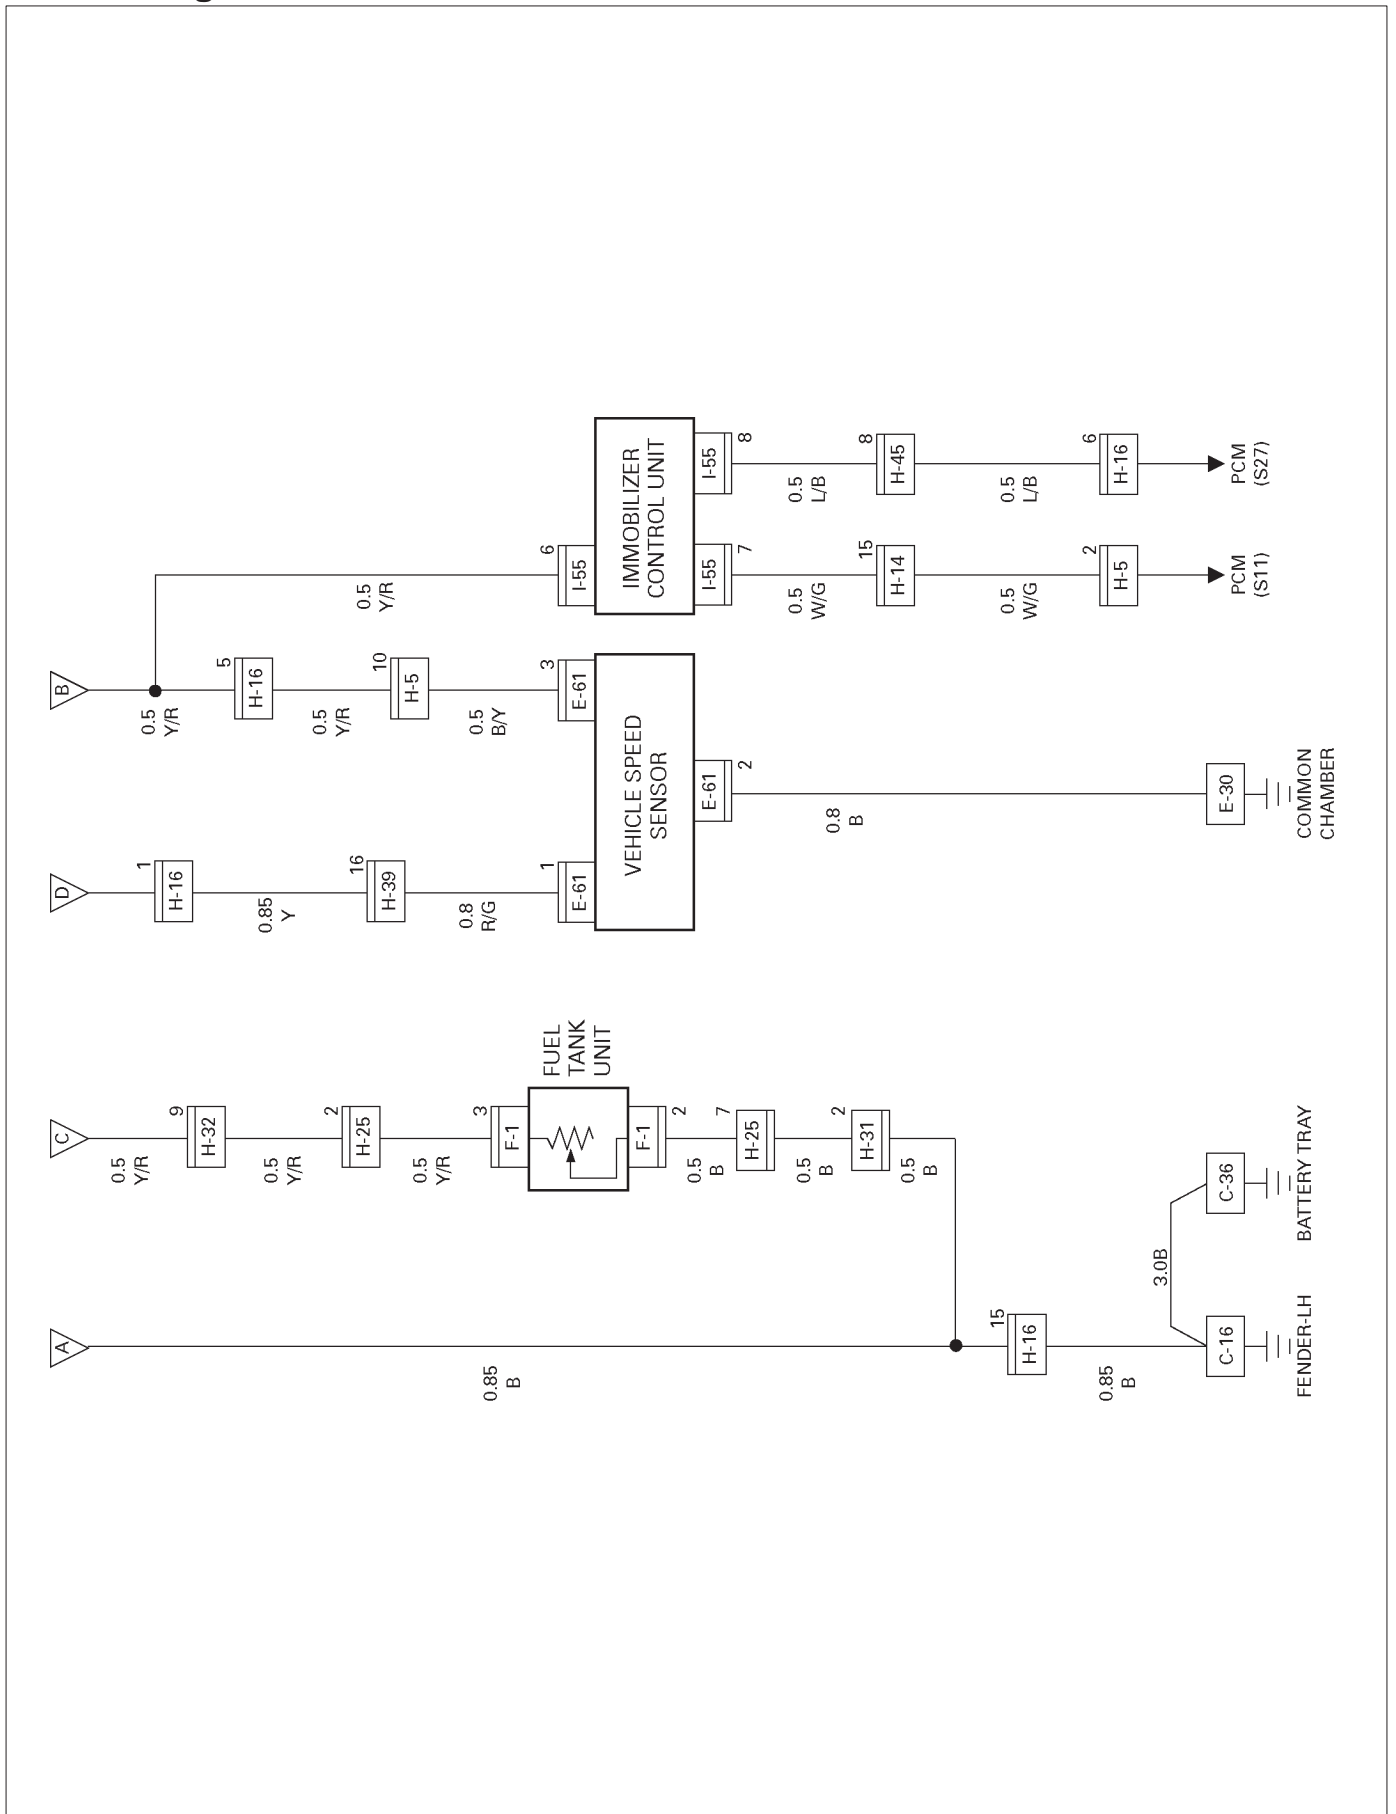 A
0.85
B
15
H-16
0.85
B
C-16
FENDER-LH
3.0B
C-36
BATTERY TRAY
C
0.5
Y/R
9
H-32
0.5
Y/R
2
H-25
0.5
Y/R
3
F-1
FUEL
TANK
UNIT
F-1
2
0.5
B
7
H-25
0.5
B
2
H-31
0.5
B
D
1
H-16
0.85
Y
16
H-39
0.8
R/G
1
E-61
VEHICLE SPEED
SENSOR
E-61
2
0.8
B
E-30
COMMON
CHAMBER
B
0.5
Y/R
5
H-16
0.5
Y/R
10
H-5
0.5
B/Y
3
E-61
0.5
Y/R
6
I-55
IMMOBILIZER
CONTROL UNIT
I-55
7
0.5
W/G
15
H-14
0.5
W/G
2
H-5
PCM
(S11)
I-55
8
0.5
L/B
8
H-45
0.5
L/B
6
H-16
PCM
(S27)